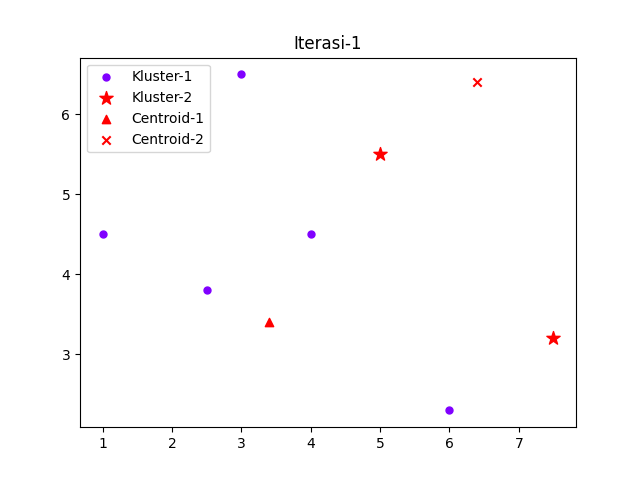 Iterasi-1
Kluster-1
Kluster-2
Centroid-1
Centroid-2
6
5
4
3
1 2 3 4 5 6 7